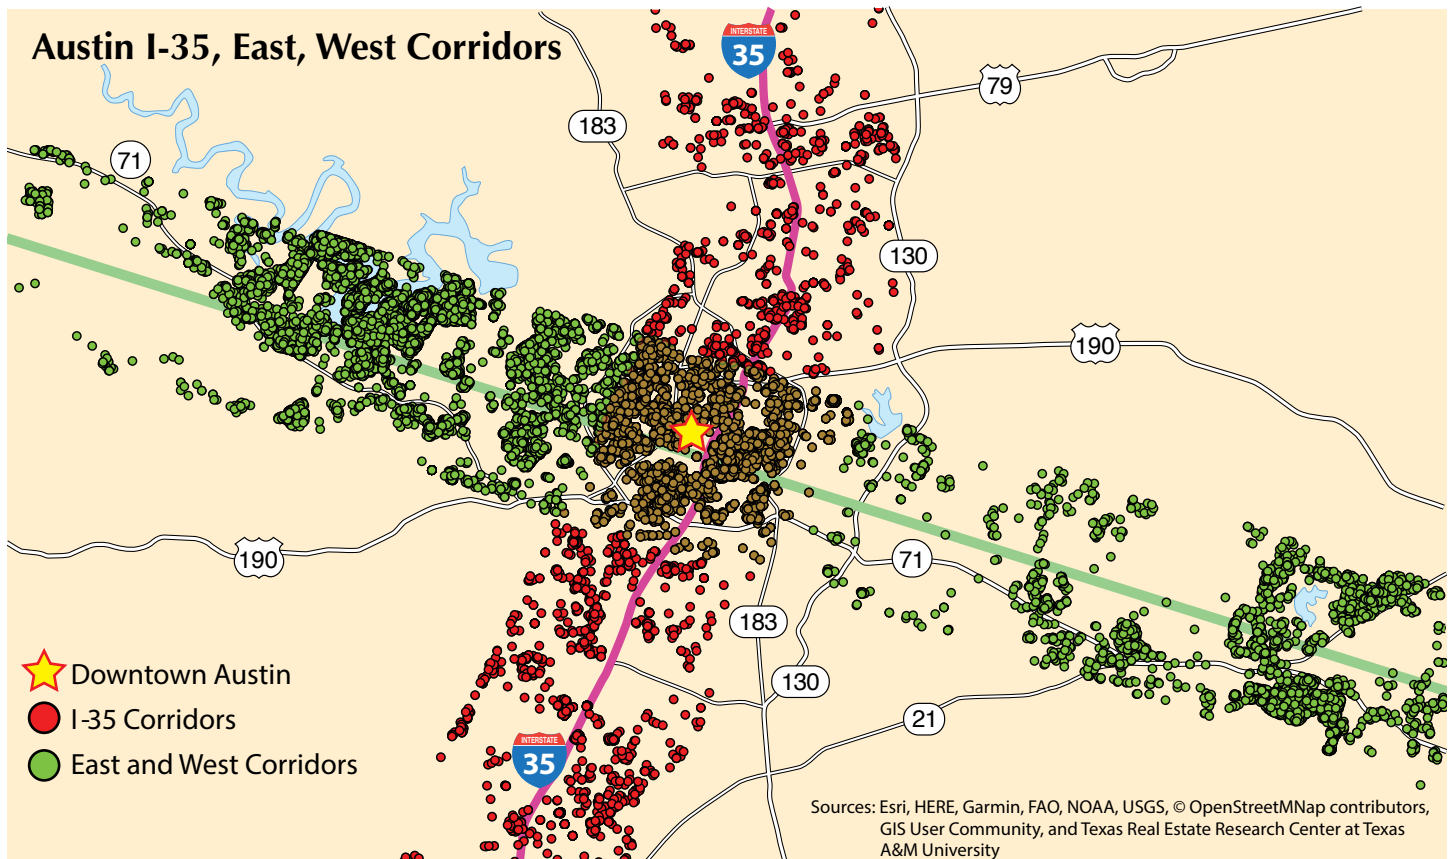 Austin I-35, East, West Corridors
INTERSTATE
35
79
183
71
130
190
190
71
183
130
21
Downtown Austin
I-35 Corridors
East and West Corridors
INTERSTATE
35
Sources: Esri, HERE, Garmin, FAO, NOAA, USGS, © OpenStreetMNap contributors,
GIS User Community, and Texas Real Estate Research Center at Texas
A&M University